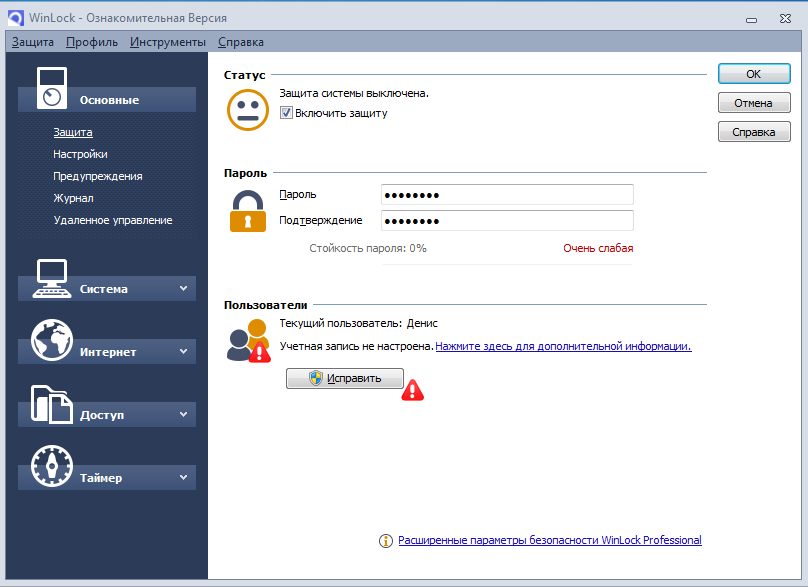 WinLock - Ознакомительная Версия
Защита Профиль Инструменты Справка
Основные
Защита
Настройки
Предупреждения
Журнал
Удаленное управление
Система
Интернет
Доступ
Таймер
Статус
Защита системы выключена.
Включить защиту
Пароль
Пароль ●●●●●●●●
Подтверждение ●●●●●●●●
Стойкость пароля: 0% Очень слабая
Пользователи
Текущий пользователь: Денис
Учетная запись не настроена. Нажмите здесь для дополнительной информации.
Исправить
Расширенные параметры безопасности WinLock Professional
OK
Отмена
Справка